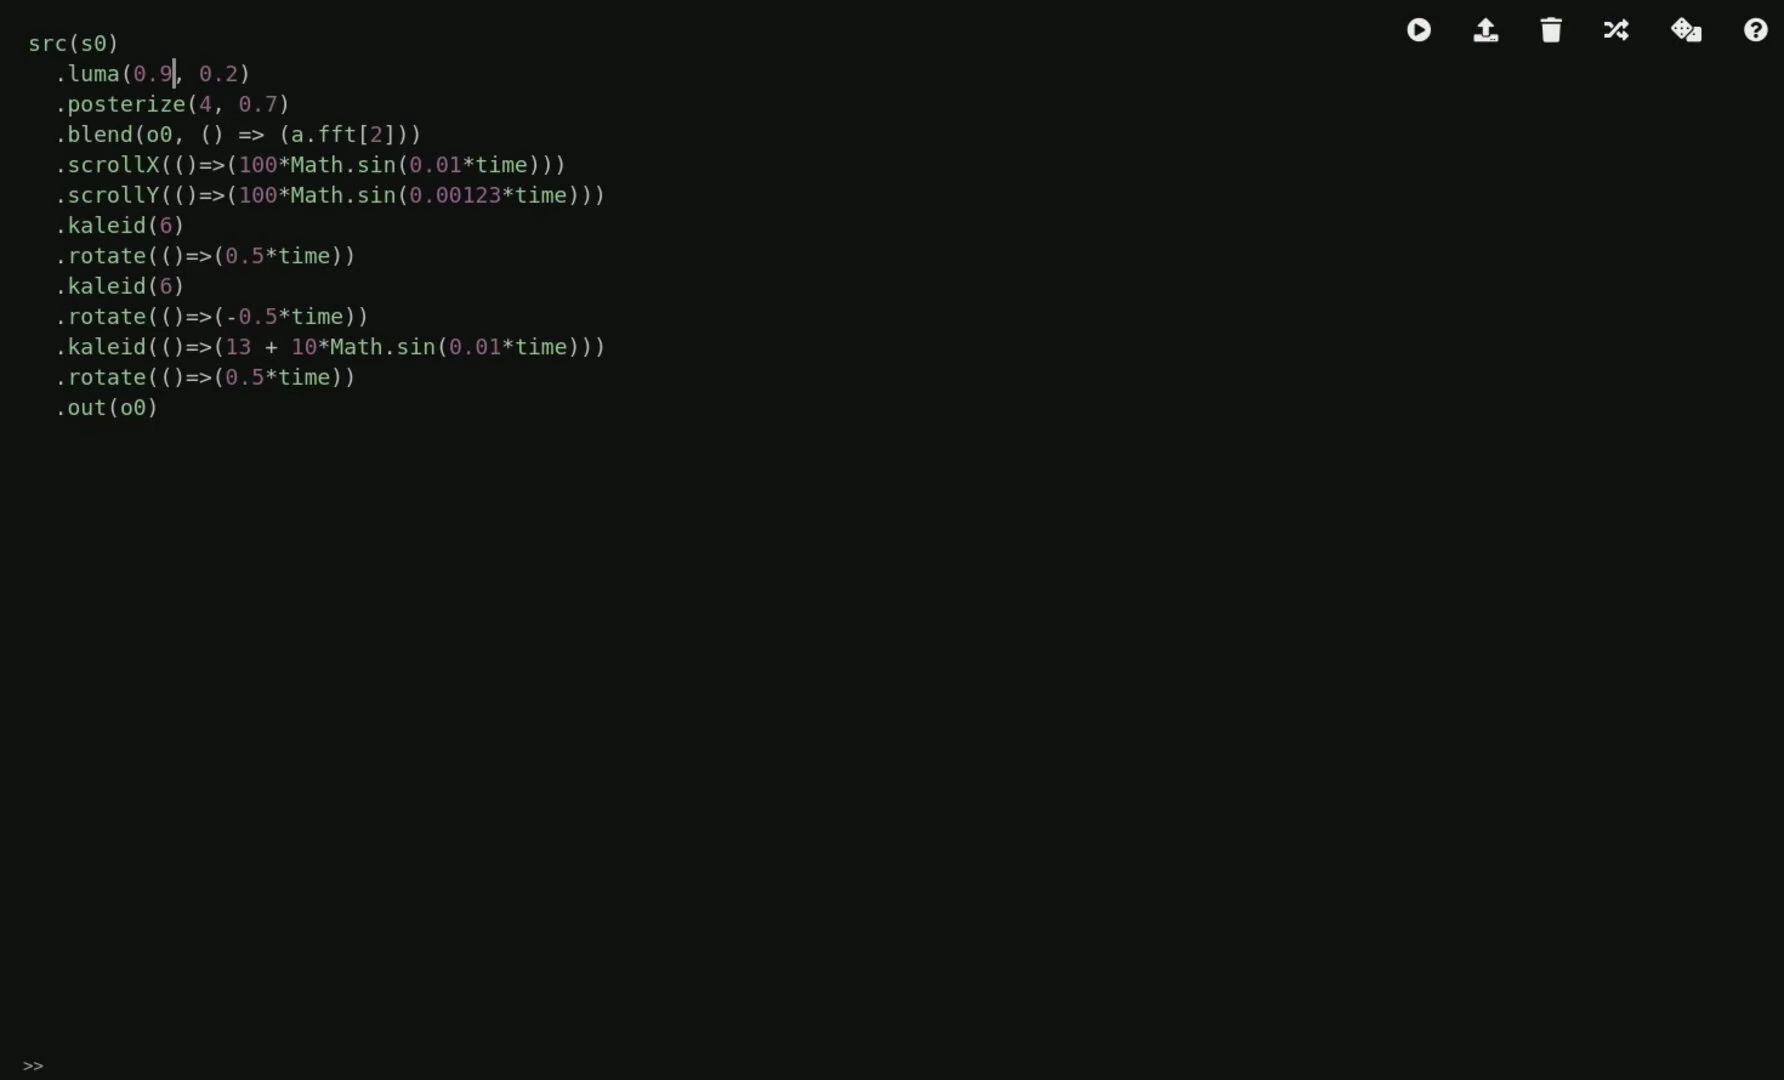 src(s0)
.luma(0.9, 0.2)
.posterize(4, 0.7)
.blend(o0, () => (a.fft[2]))
.scrollX(()=>(100*Math.sin(0.01*time)))
.scrollY(()=>(100*Math.sin(0.00123*time)))
.kaleid(6)
.rotate(()=>(0.5*time))
.kaleid(6)
.rotate(()=>(-0.5*time))
.kaleid(()=>(13 + 10*Math.sin(0.01*time)))
.rotate(()=>(0.5*time))
.out(o0)
>>